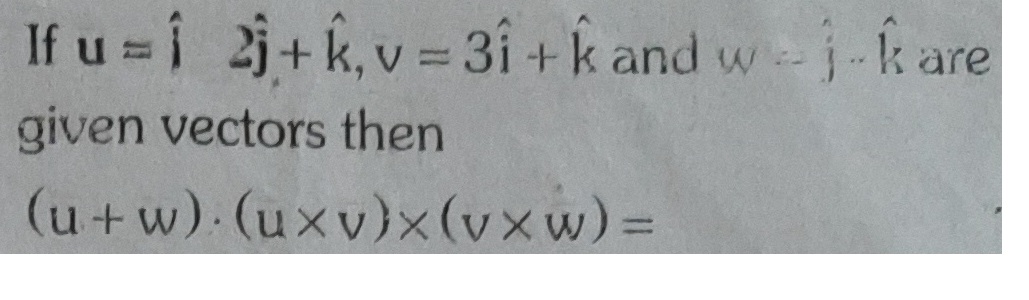 If u = î 2ĵ + k̂, v = 3î + k̂ and w = ĵ - k̂ are
given vectors then
(u + w) · (u × v) × (v × w) =